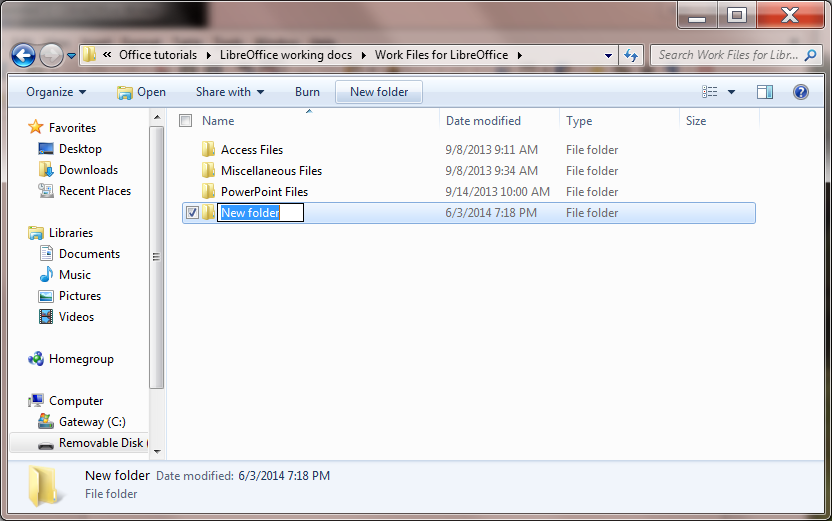 « Office tutorials ▸ LibreOffice working docs ▸ Work Files for LibreOffice ▸
Search Work Files for Libr...
Organize Open Share with Burn New folder
Name Date modified Type Size
Favorites
Desktop
Downloads
Recent Places
Libraries
Documents
Music
Pictures
Videos
Homegroup
Computer
Gateway (C:)
Removable Disk (
Access Files 9/8/2013 9:11 AM File folder
Miscellaneous Files 9/8/2013 9:34 AM File folder
PowerPoint Files 9/14/2013 10:00 AM File folder
New folder 6/3/2014 7:18 PM File folder
New folder Date modified: 6/3/2014 7:18 PM
File folder